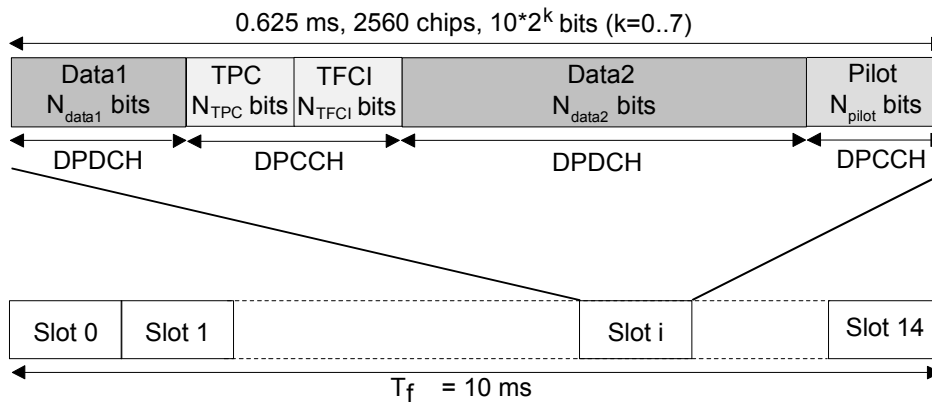 0.625 ms, 2560 chips, 10*2^k bits (k=0..7)
Data1 TPC TFCI Data2 Pilot
N_data1 bits N_TPC bits N_TFCI bits N_data2 bits N_pilot bits
DPDCH DPCCH DPDCH DPCCH
Slot 0 Slot 1 Slot i Slot 14
T_f = 10 ms